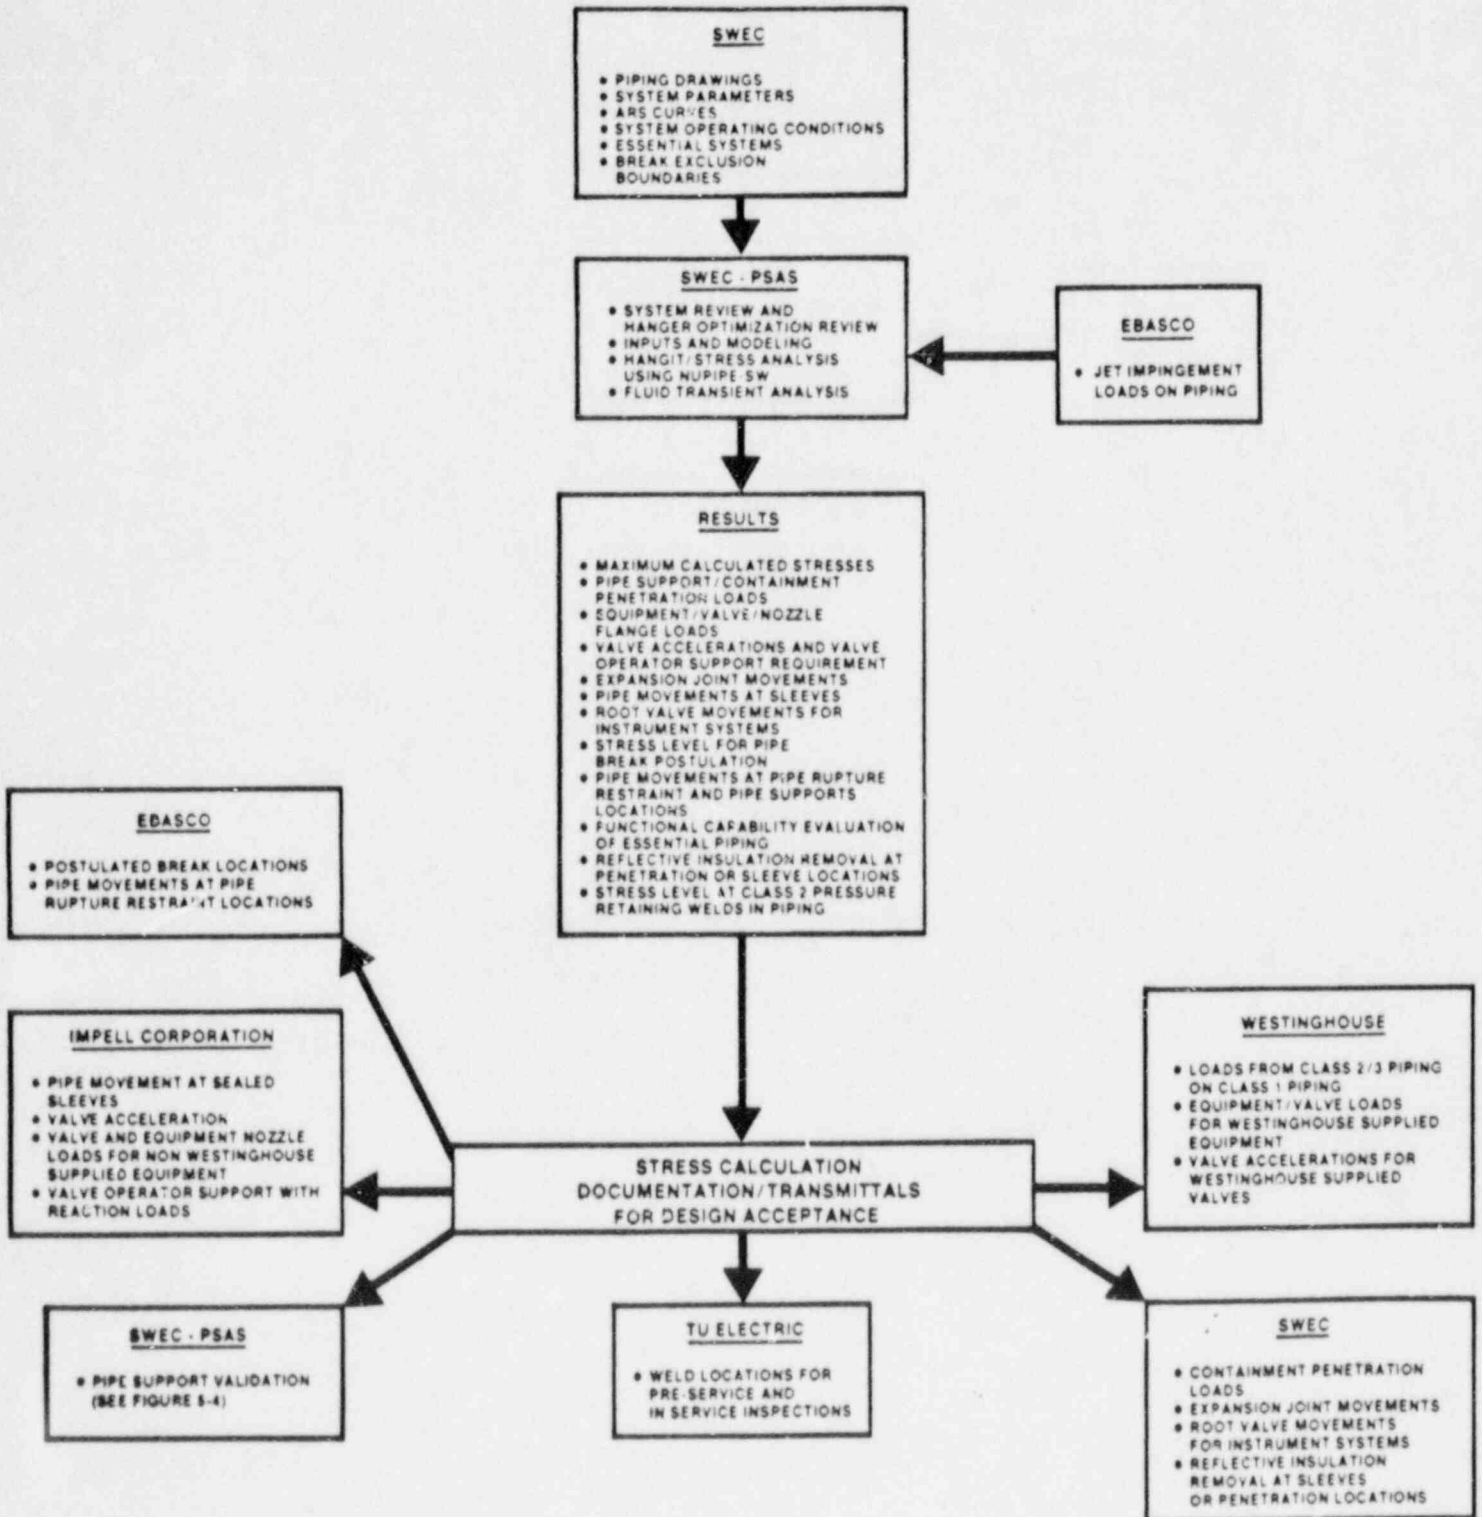 SWEC
• PIPING DRAWINGS
• SYSTEM PARAMETERS
• ARS CURVES
• SYSTEM OPERATING CONDITIONS
• ESSENTIAL SYSTEMS
• BREAK EXCLUSION
BOUNDARIES
SWEC - PSAS
• SYSTEM REVIEW AND
HANGER OPTIMIZATION REVIEW
• INPUTS AND MODELING
• HANGIT/STRESS ANALYSIS
USING NUPIPE-SW
• FLUID TRANSIENT ANALYSIS
EBASCO
• JET IMPINGEMENT
LOADS ON PIPING
RESULTS
• MAXIMUM CALCULATED STRESSES
• PIPE SUPPORT/CONTAINMENT
PENETRATION LOADS
• EQUIPMENT/VALVE/NOZZLE
FLANGE LOADS
• VALVE ACCELERATIONS AND VALVE
OPERATOR SUPPORT REQUIREMENT
• EXPANSION JOINT MOVEMENTS
• PIPE MOVEMENTS AT SLEEVES
• ROOT VALVE MOVEMENTS FOR
INSTRUMENT SYSTEMS
• STRESS LEVEL FOR PIPE
BREAK POSTULATION
• PIPE MOVEMENTS AT PIPE RUPTURE
RESTRAINT AND PIPE SUPPORTS
LOCATIONS
• FUNCTIONAL CAPABILITY EVALUATION
OF ESSENTIAL PIPING
• REFLECTIVE INSULATION REMOVAL AT
PENETRATION OR SLEEVE LOCATIONS
• STRESS LEVEL AT CLASS 2 PRESSURE
RETAINING WELDS IN PIPING
EBASCO
• POSTULATED BREAK LOCATIONS
• PIPE MOVEMENTS AT PIPE
RUPTURE RESTRAINT LOCATIONS
IMPELL CORPORATION
• PIPE MOVEMENT AT SEALED
SLEEVES
• VALVE ACCELERATION
• VALVE AND EQUIPMENT NOZZLE
LOADS FOR NON WESTINGHOUSE
SUPPLIED EQUIPMENT
• VALVE OPERATOR SUPPORT WITH
REACTION LOADS
WESTINGHOUSE
• LOADS FROM CLASS 2/3 PIPING
ON CLASS 1 PIPING
• EQUIPMENT/VALVE LOADS
FOR WESTINGHOUSE SUPPLIED
EQUIPMENT
• VALVE ACCELERATIONS FOR
WESTINGHOUSE SUPPLIED
VALVES
STRESS CALCULATION
DOCUMENTATION/TRANSMITTALS
FOR DESIGN ACCEPTANCE
SWEC - PSAS
• PIPE SUPPORT VALIDATION
(SEE FIGURE 5-4)
TU ELECTRIC
• WELD LOCATIONS FOR
PRE-SERVICE AND
IN SERVICE INSPECTIONS
SWEC
• CONTAINMENT PENETRATION
LOADS
• EXPANSION JOINT MOVEMENTS
• ROOT VALVE MOVEMENTS
FOR INSTRUMENT SYSTEMS
• REFLECTIVE INSULATION
REMOVAL AT SLEEVES
OR PENETRATION LOCATIONS